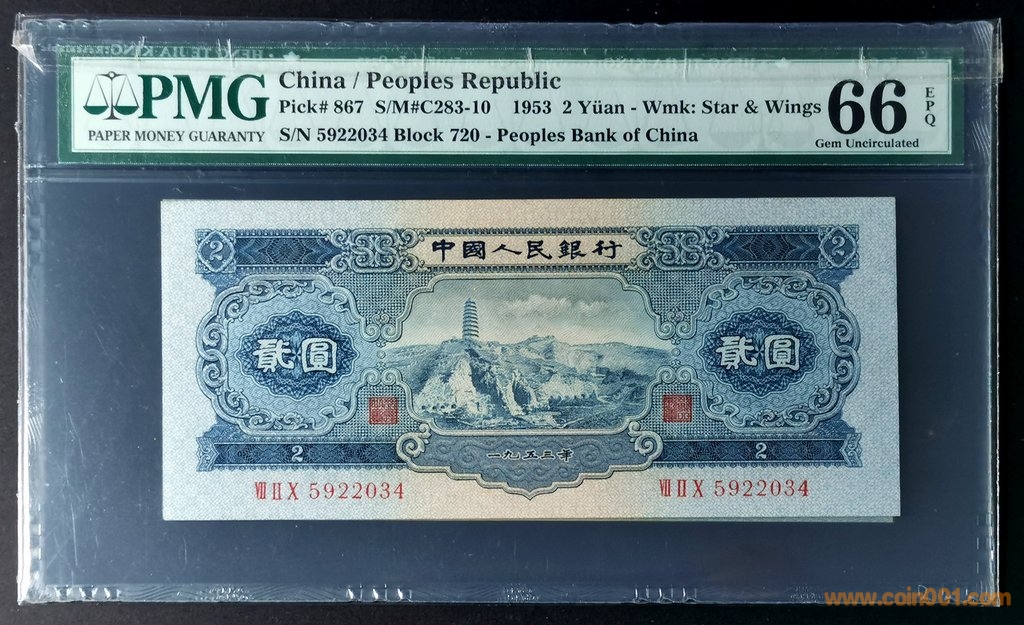 PMG
PAPER MONEY GUARANTY
China / Peoples Republic
Pick# 867 S/M#C283-10 1953 2 Yüan - Wmk: Star & Wings
S/N 5922034 Block 720 - Peoples Bank of China
66
EPQ
Gem Uncirculated
2
中國人民銀行
2
貳圓
貳圓
2
一九五三年
2
Ⅶ Ⅱ X 5922034
Ⅶ Ⅱ X 5922034
www.coin001.com